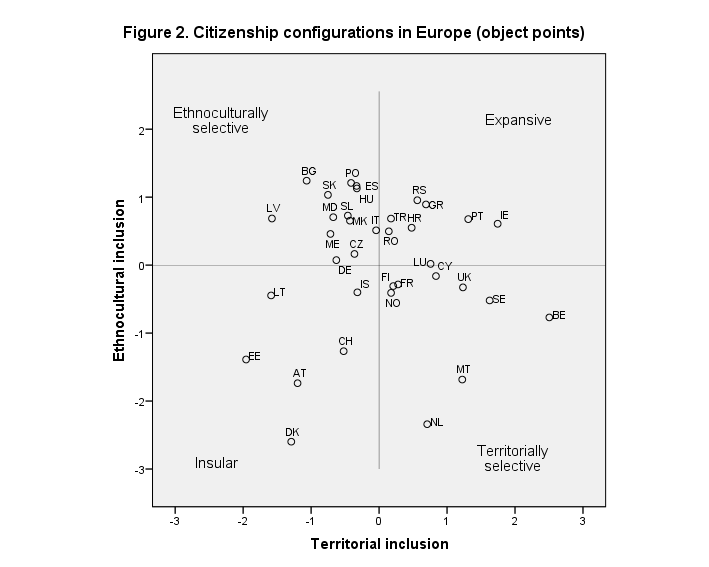 Figure 2. Citizenship configurations in Europe (object points)
Ethnoculturally
selective
Expansive
2
BG
PO
SK
ES
HU
RS
1
LV
MD
SL
MK
IT
TR
HR
GR
PT
IE
ME
CZ
RO
LU
CY
0
DE
IS
FI
FR
UK
LT
NO
SE
BE
-1
CH
EE
AT
MT
-2
DK
NL
Insular
Territorially
selective
-3
Ethnocultural inclusion
-3
-2
-1
0
1
2
3
Territorial inclusion